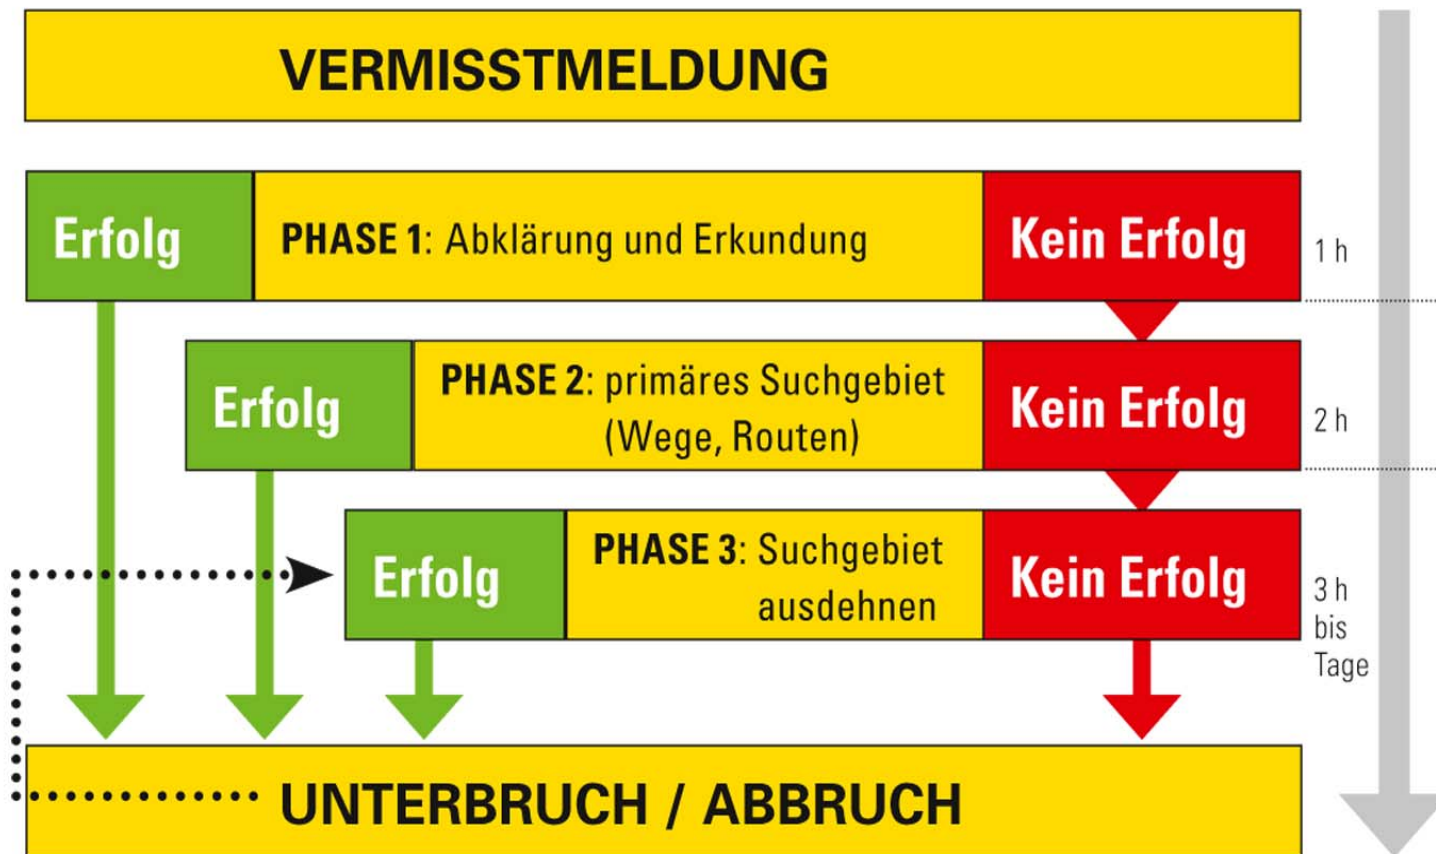 VERMISSTMELDUNG
Erfolg
PHASE 1: Abklärung und Erkundung
Kein Erfolg
1 h
Erfolg
PHASE 2: primäres Suchgebiet
(Wege, Routen)
Kein Erfolg
2 h
Erfolg
PHASE 3: Suchgebiet
ausdehnen
Kein Erfolg
3 h
bis
Tage
UNTERBRUCH / ABBRUCH